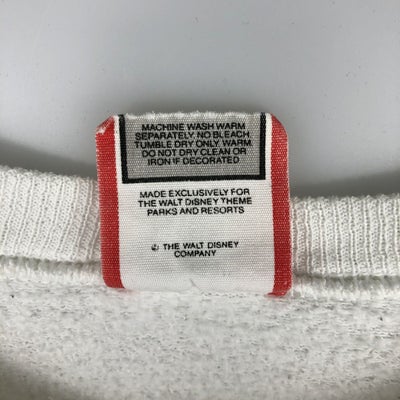 MACHINE WASH WARM
SEPARATELY. NO BLEACH.
TUMBLE DRY ONLY WARM.
DO NOT DRY CLEAN OR
IRON IF DECORATED
MADE EXCLUSIVELY FOR
THE WALT DISNEY THEME
PARKS AND RESORTS
© THE WALT DISNEY
COMPANY